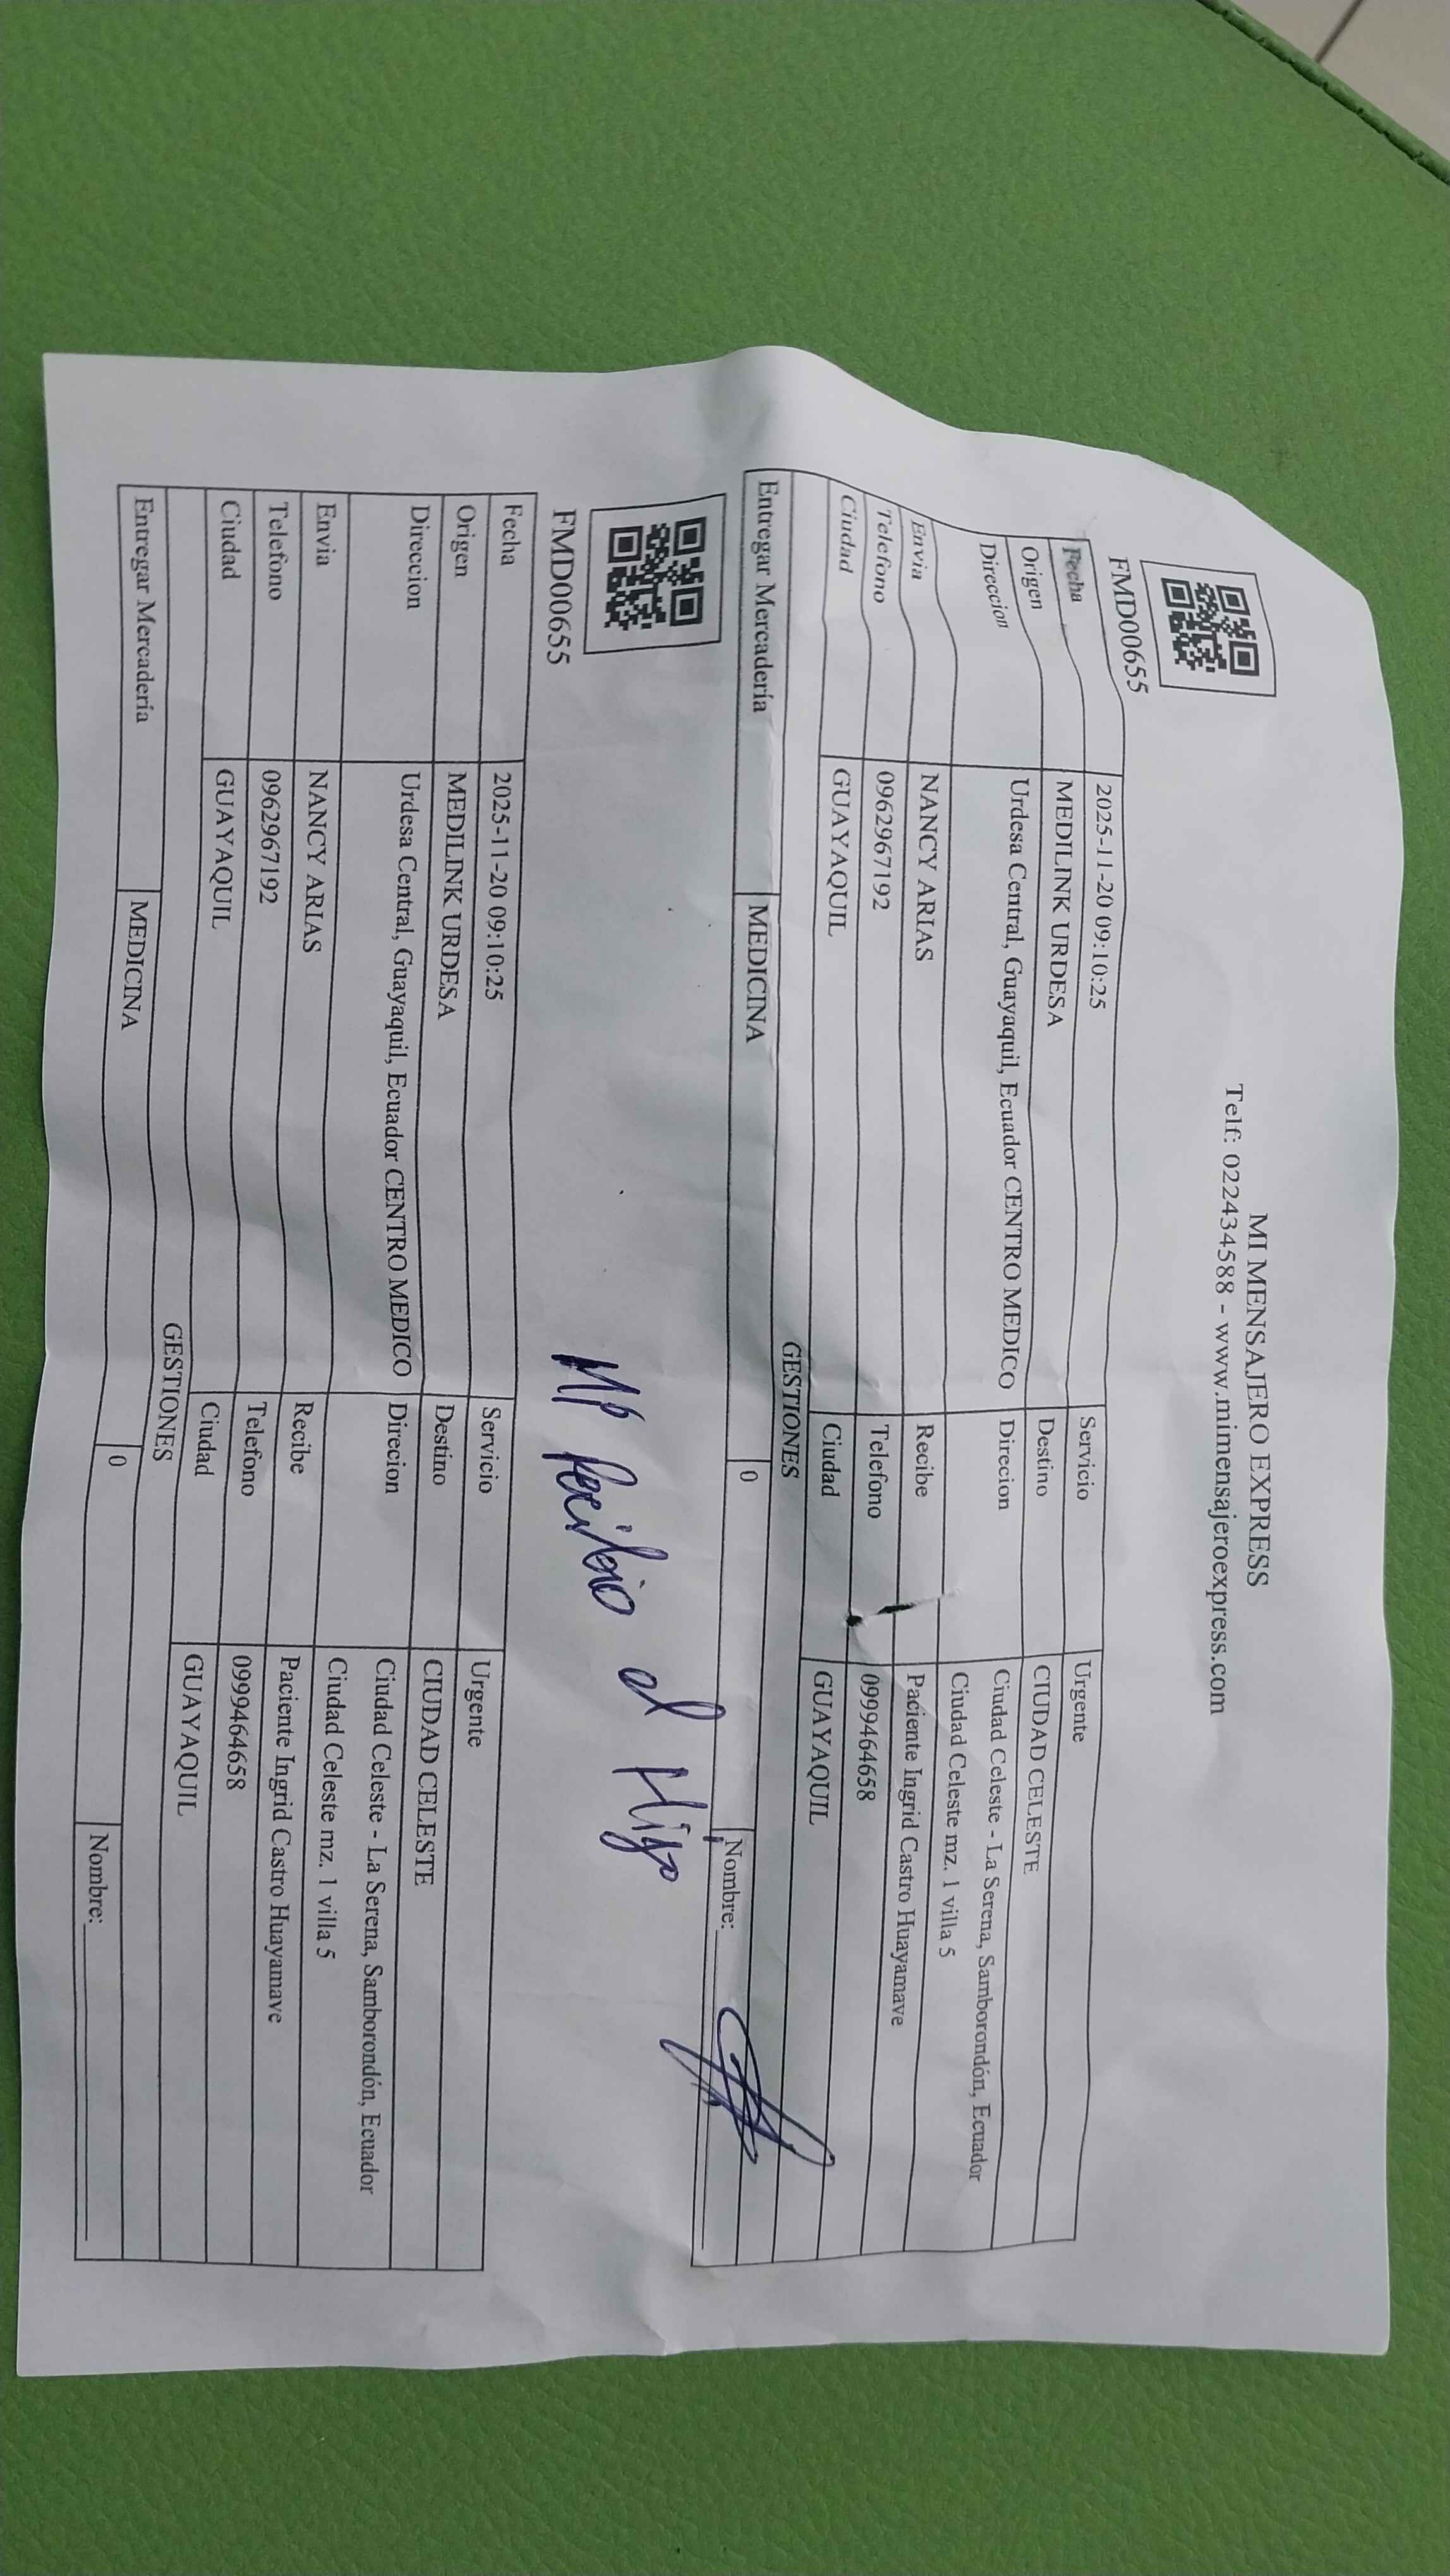 MI MENSAJERO EXPRESS
Telf: 022434588 - www.mimensajeroexpress.com
FMD00655
Fecha 2025-11-20 09:10:25 Servicio Urgente
Origen MEDILINK URDESA Destino CIUDAD CELESTE
Direccion Urdesa Central, Guayaquil, Ecuador CENTRO MEDICO Direcion Ciudad Celeste - La Serena, Samborondón, Ecuador
Ciudad Celeste mz. 1 villa 5
Envia NANCY ARIAS Recibe Paciente Ingrid Castro Huayamave
Telefono 0962967192 Telefono 0999464658
Ciudad GUAYAQUIL Ciudad GUAYAQUIL
GESTIONES
Entregar Mercadería MEDICINA 0
Nombre:
recibio el Hijo
FMD00655
Fecha 2025-11-20 09:10:25 Servicio Urgente
Origen MEDILINK URDESA Destino CIUDAD CELESTE
Direccion Urdesa Central, Guayaquil, Ecuador CENTRO MEDICO Direcion Ciudad Celeste - La Serena, Samborondón, Ecuador
Ciudad Celeste mz. 1 villa 5
Envia NANCY ARIAS Recibe Paciente Ingrid Castro Huayamave
Telefono 0962967192 Telefono 0999464658
Ciudad GUAYAQUIL Ciudad GUAYAQUIL
GESTIONES
Entregar Mercadería MEDICINA 0
Nombre: